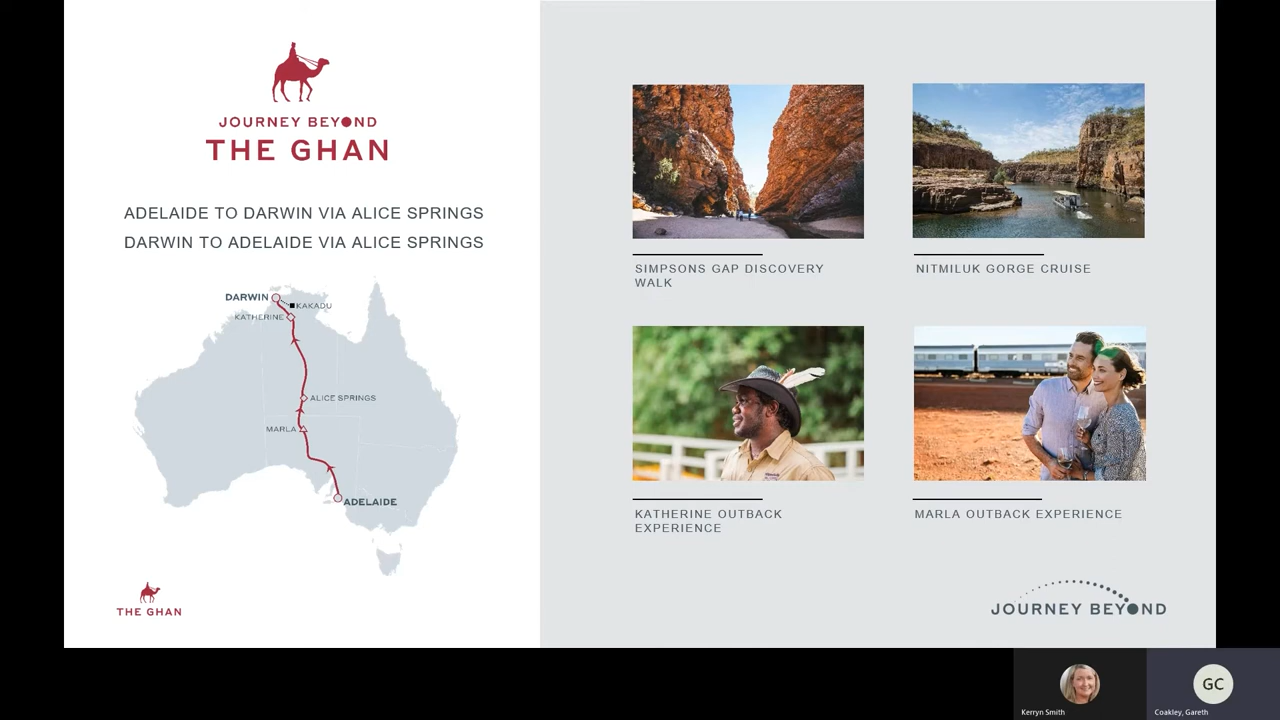 JOURNEY BEYOND
THE GHAN
ADELAIDE TO DARWIN VIA ALICE SPRINGS
DARWIN TO ADELAIDE VIA ALICE SPRINGS
DARWIN
KAKADU
KATHERINE
ALICE SPRINGS
MARLA
ADELAIDE
THE GHAN
SIMPSONS GAP DISCOVERY
WALK
NITMILUK GORGE CRUISE
KATHERINE OUTBACK
EXPERIENCE
MARLA OUTBACK EXPERIENCE
JOURNEY BEYOND
Kerryn Smith
GC
Coakley, Gareth